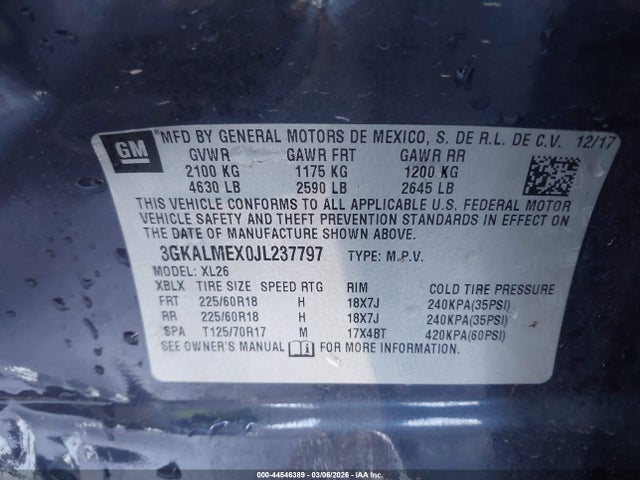 GM MFD BY GENERAL MOTORS DE MEXICO, S. DE R.L. DE C.V. 12/17
GVWR GAWR FRT GAWR RR
2100 KG 1175 KG 1200 KG
4630 LB 2590 LB 2645 LB
THIS VEHICLE CONFORMS TO ALL APPLICABLE U.S. FEDERAL MOTOR
VEHICLE SAFETY AND THEFT PREVENTION STANDARDS IN EFFECT ON
THE DATE OF MANUFACTURE SHOWN ABOVE.
3GKALMEX0JL237797 TYPE: M.P.V.
MODEL: XL26
XBLX TIRE SIZE SPEED RTG RIM COLD TIRE PRESSURE
FRT 225/60R18 H 18X7J 240KPA(35PSI)
RR 225/60R18 H 18X7J 240KPA(35PSI)
SPA T125/70R17 M 17X4BT 420KPA(60PSI)
SEE OWNER'S MANUAL FOR MORE INFORMATION.
000-44546389 - 03/06/2026 - IAA, Inc.